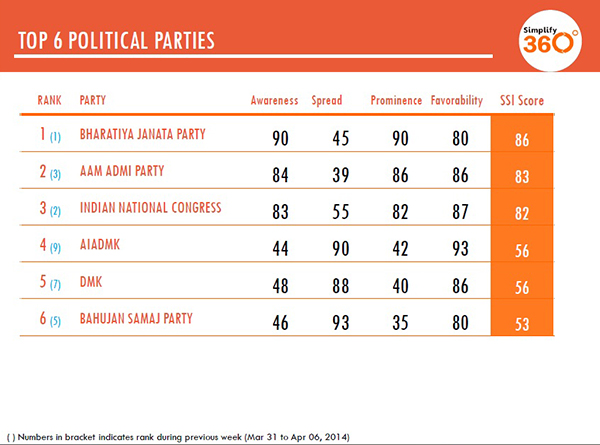 TOP 6 POLITICAL PARTIES
Simplify
360°
RANK PARTY Awareness Spread Prominence Favorability SSI Score
1 (1) BHARATIYA JANATA PARTY 90 45 90 80 86
2 (3) AAM ADMI PARTY 84 39 86 86 83
3 (2) INDIAN NATIONAL CONGRESS 83 55 82 87 82
4 (9) AIADMK 44 90 42 93 56
5 (7) DMK 48 88 40 86 56
6 (5) BAHUJAN SAMAJ PARTY 46 93 35 80 53
( ) Numbers in bracket indicates rank during previous week (Mar 31 to Apr 06, 2014)